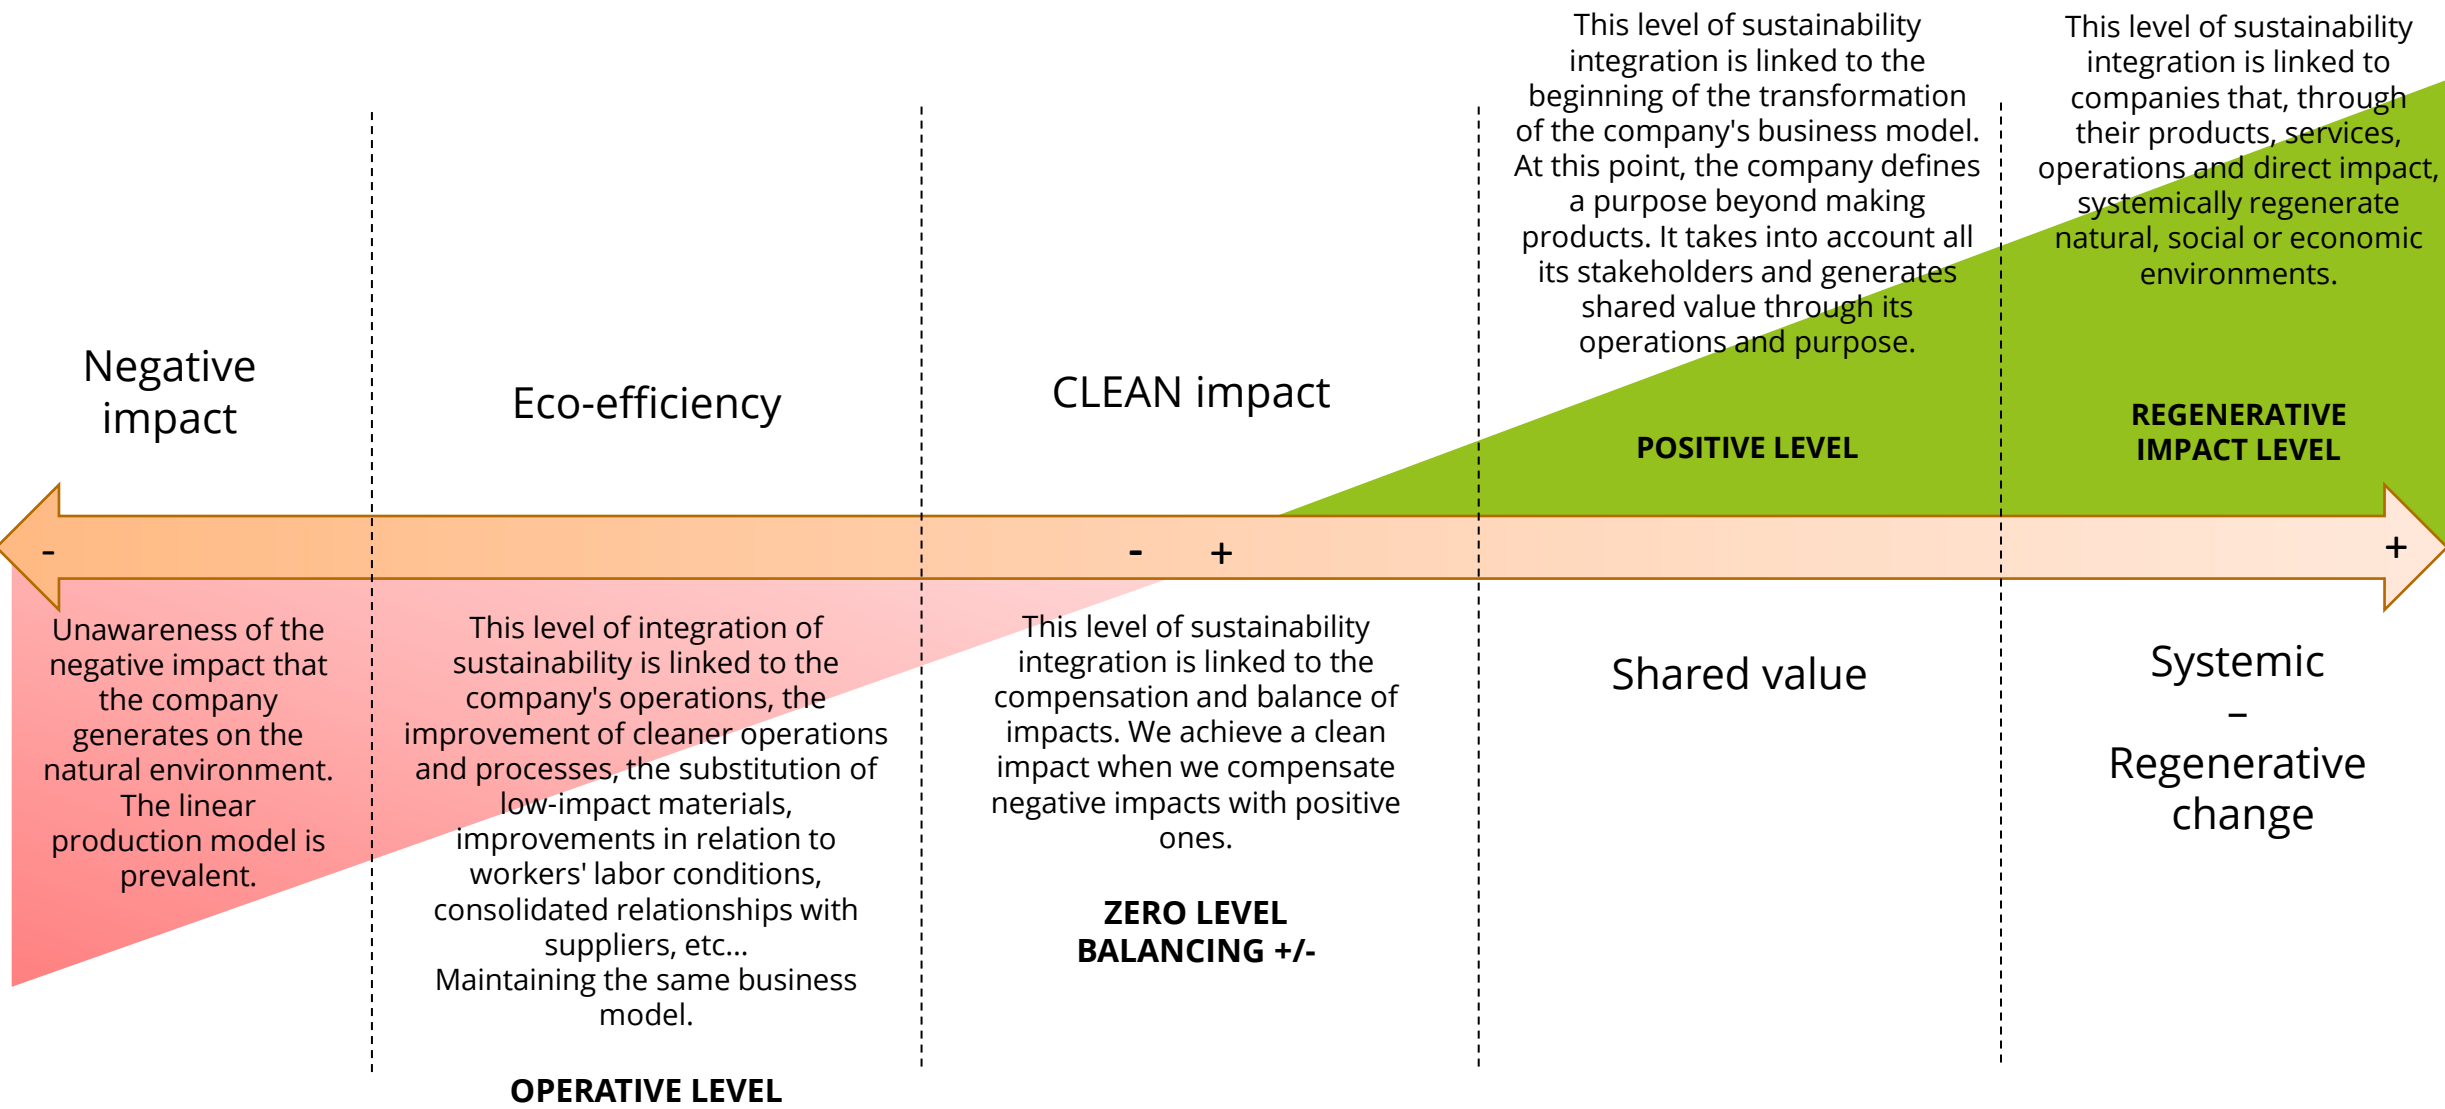 Negative
impact
-
Unawareness of the
negative impact that
the company
generates on the
natural environment.
The linear
production model is
prevalent.
Eco-efficiency
This level of integration of
sustainability is linked to the
company's operations, the
improvement of cleaner operations
and processes, the substitution of
low-impact materials,
improvements in relation to
workers' labor conditions,
consolidated relationships with
suppliers, etc...
Maintaining the same business
model.
OPERATIVE LEVEL
CLEAN impact
- +
This level of sustainability
integration is linked to the
compensation and balance of
impacts. We achieve a clean
impact when we compensate
negative impacts with positive
ones.
ZERO LEVEL
BALANCING +/-
This level of sustainability
integration is linked to the
beginning of the transformation
of the company's business model.
At this point, the company defines
a purpose beyond making
products. It takes into account all
its stakeholders and generates
shared value through its
operations and purpose.
POSITIVE LEVEL
Shared value
This level of sustainability
integration is linked to
companies that, through
their products, services,
operations and direct impact,
systemically regenerate
natural, social or economic
environments.
REGENERATIVE
IMPACT LEVEL
+
Systemic
–
Regenerative
change